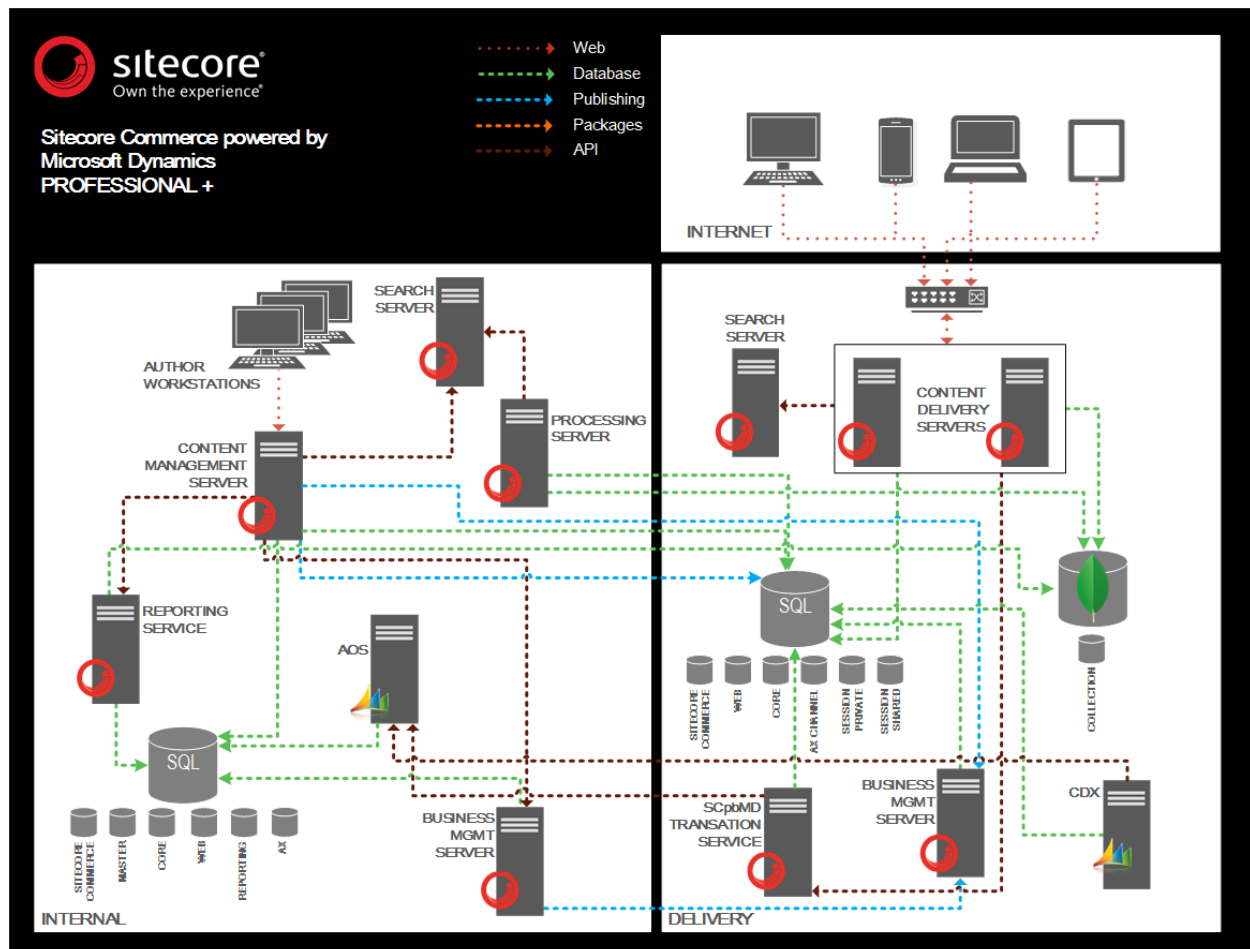 sitecore®
Own the experience®
Sitecore Commerce powered by
Microsoft Dynamics
PROFESSIONAL +
Web
Database
Publishing
Packages
API
INTERNET
SEARCH
SERVER
AUTHOR
WORKSTATIONS
PROCESSING
SERVER
CONTENT
MANAGEMENT
SERVER
REPORTING
SERVICE
AOS
SQL
SITECORE
COMMERCE
MASTER
CORE
WEB
REPORTING
AX
BUSINESS
MGMT
SERVER
INTERNAL
SEARCH
SERVER
CONTENT
DELIVERY
SERVERS
SQL
SITECORE
COMMERCE
WEB
CORE
AX CHANNEL
SESSION
PRIVATE
SESSION
SHARED
COLLECTION
SCpbMD
TRANSATION
SERVICE
BUSINESS
MGMT
SERVER
CDX
DELIVERY